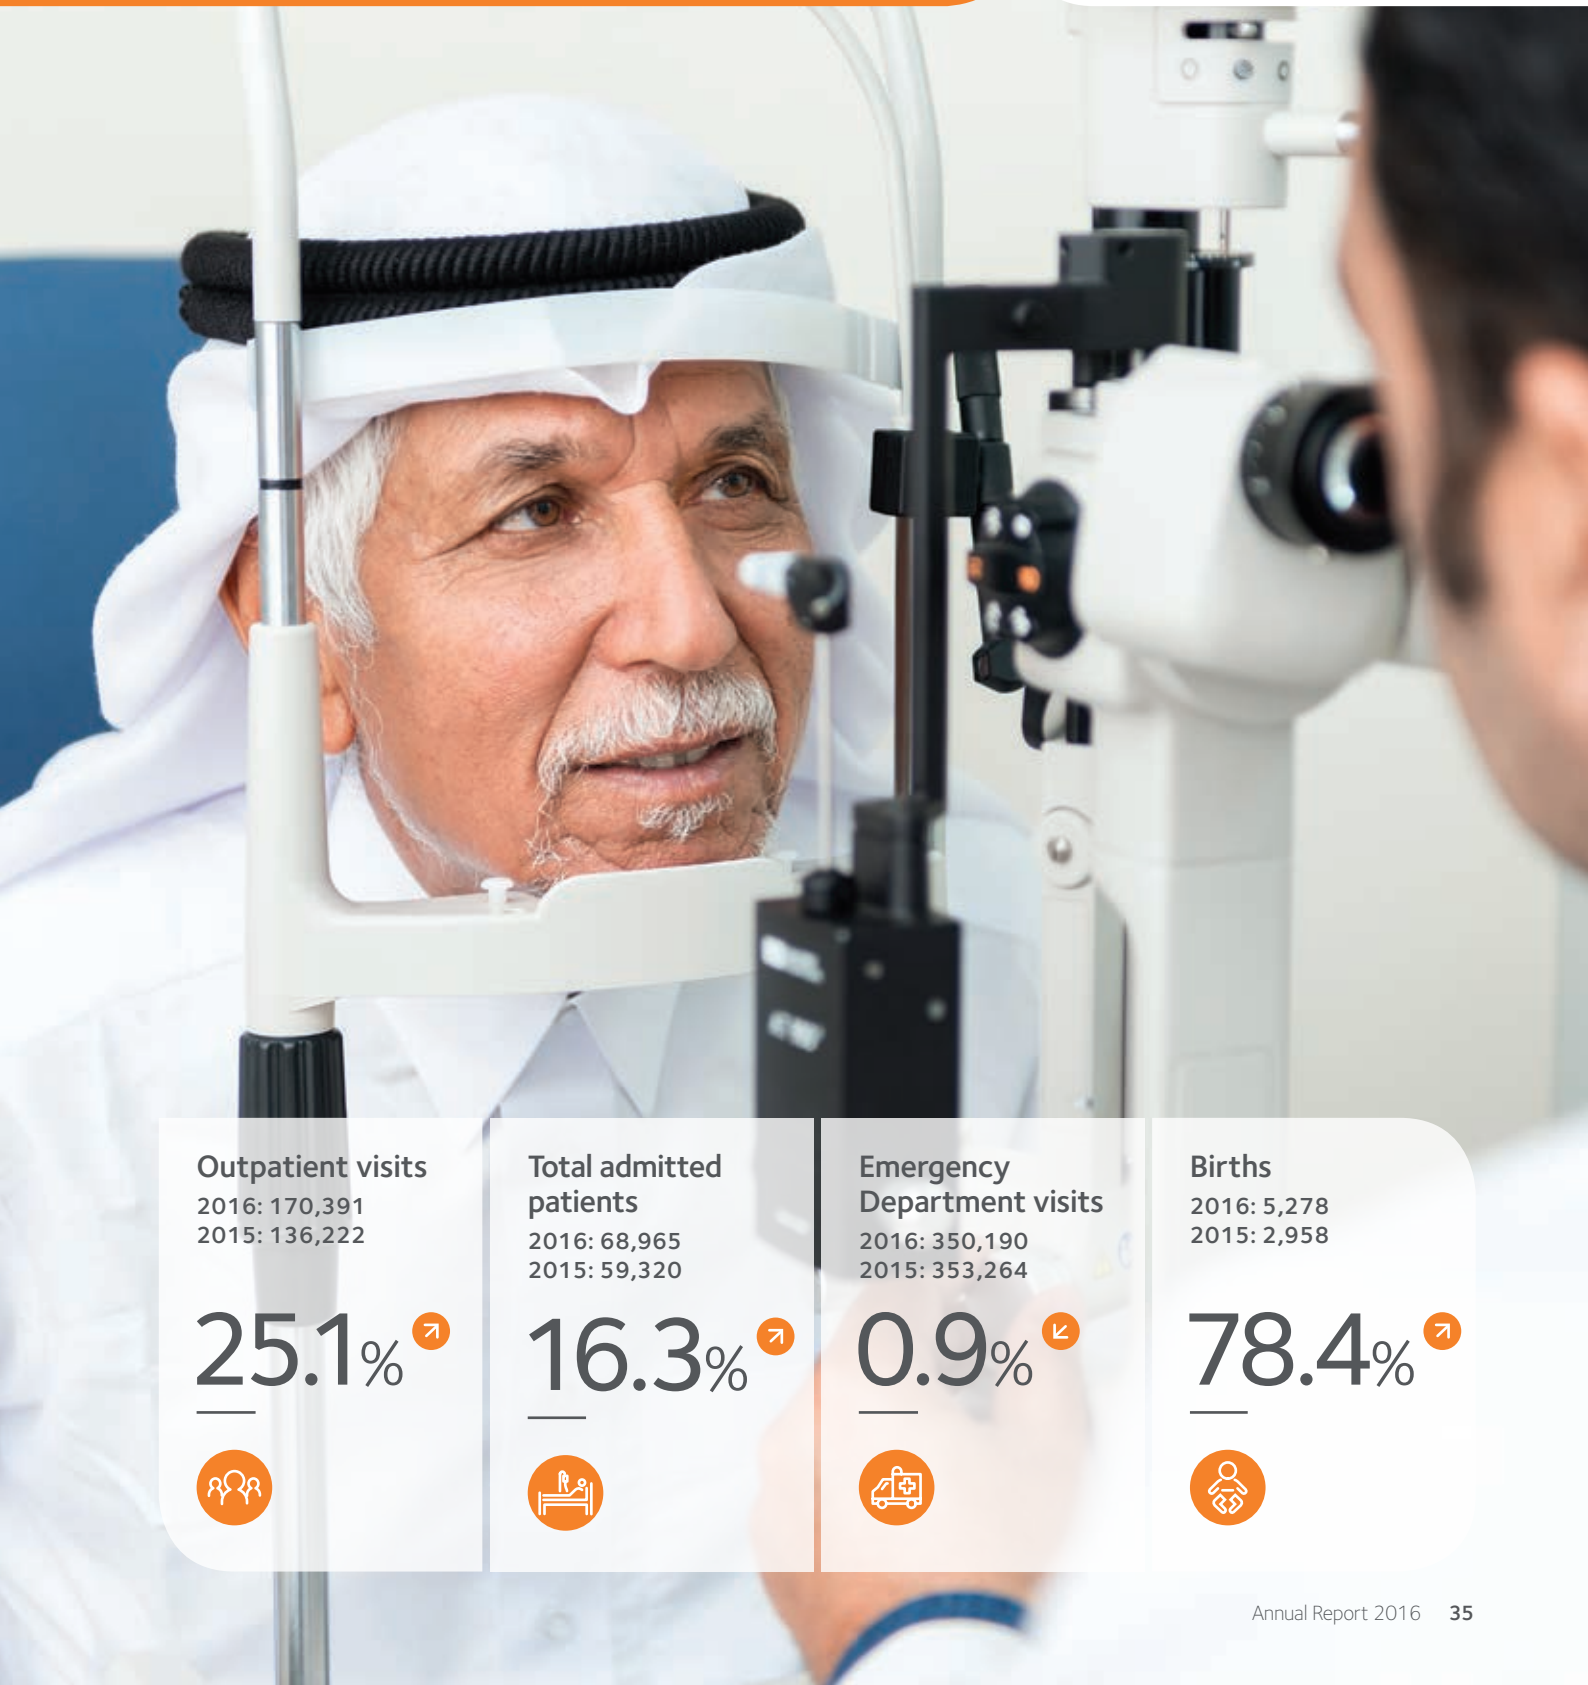 Outpatient visits
2016: 170,391
2015: 136,222
25.1%
Total admitted
patients
2016: 68,965
2015: 59,320
16.3%
Emergency
Department visits
2016: 350,190
2015: 353,264
0.9%
Births
2016: 5,278
2015: 2,958
78.4%
Annual Report 2016 35